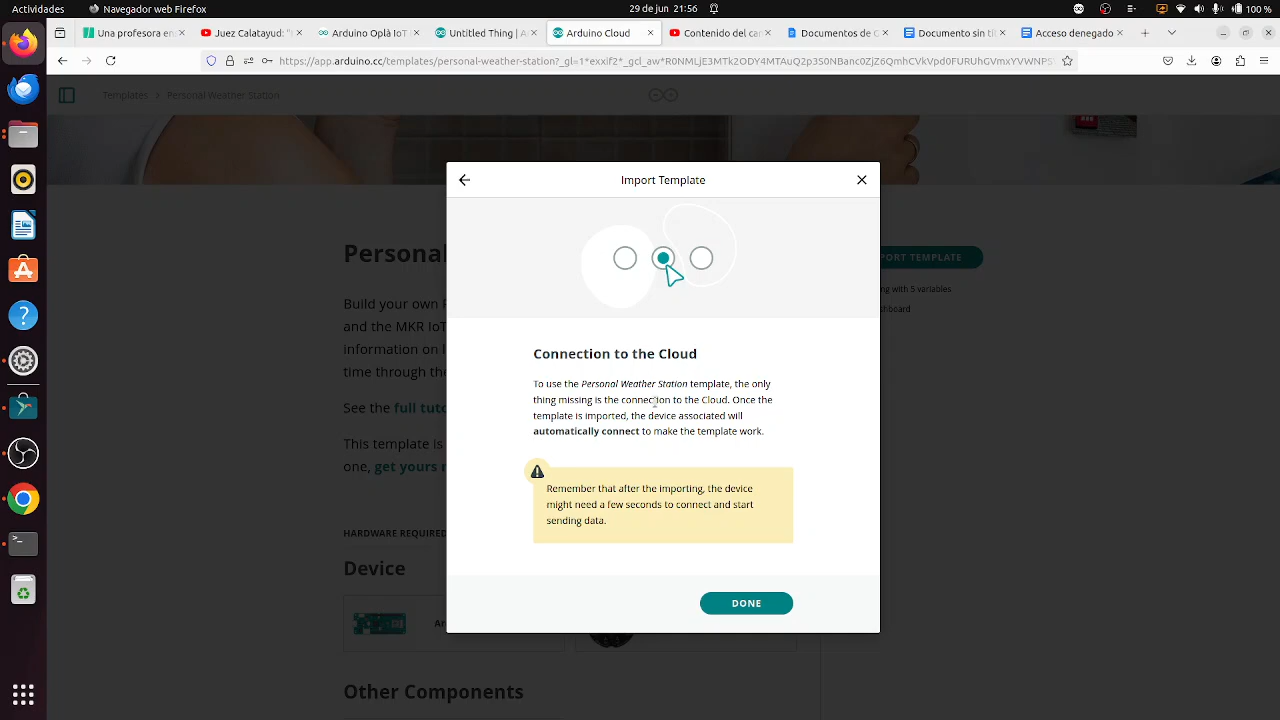 Actividades
Navegador web Firefox
29 de jun 21:56
100 %
Una profesora en
Juez Calatayud: "
Arduino Oplà IoT
Untitled Thing | A
Arduino Cloud
Contenido del ca
Documentos de C
Documento sin ti
Acceso denegado
https://app.arduino.cc/templates/personal-weather-station?_gl=1*exxif2*_gcl_aw*
Templates > Personal Weather Station
Import Template
Personal
Build your own P
and the MKR IoT
information on l
time through the
See the full tuto
This template is
one, get yours n
HARDWARE REQUIRED
Device
Ar
Other Components
PORT TEMPLATE
ng with 5 variables
shboard
Connection to the Cloud
To use the Personal Weather Station template, the only
thing missing is the connection to the Cloud. Once the
template is imported, the device associated will
automatically connect to make the template work.
Remember that after the importing, the device
might need a few seconds to connect and start
sending data.
DONE